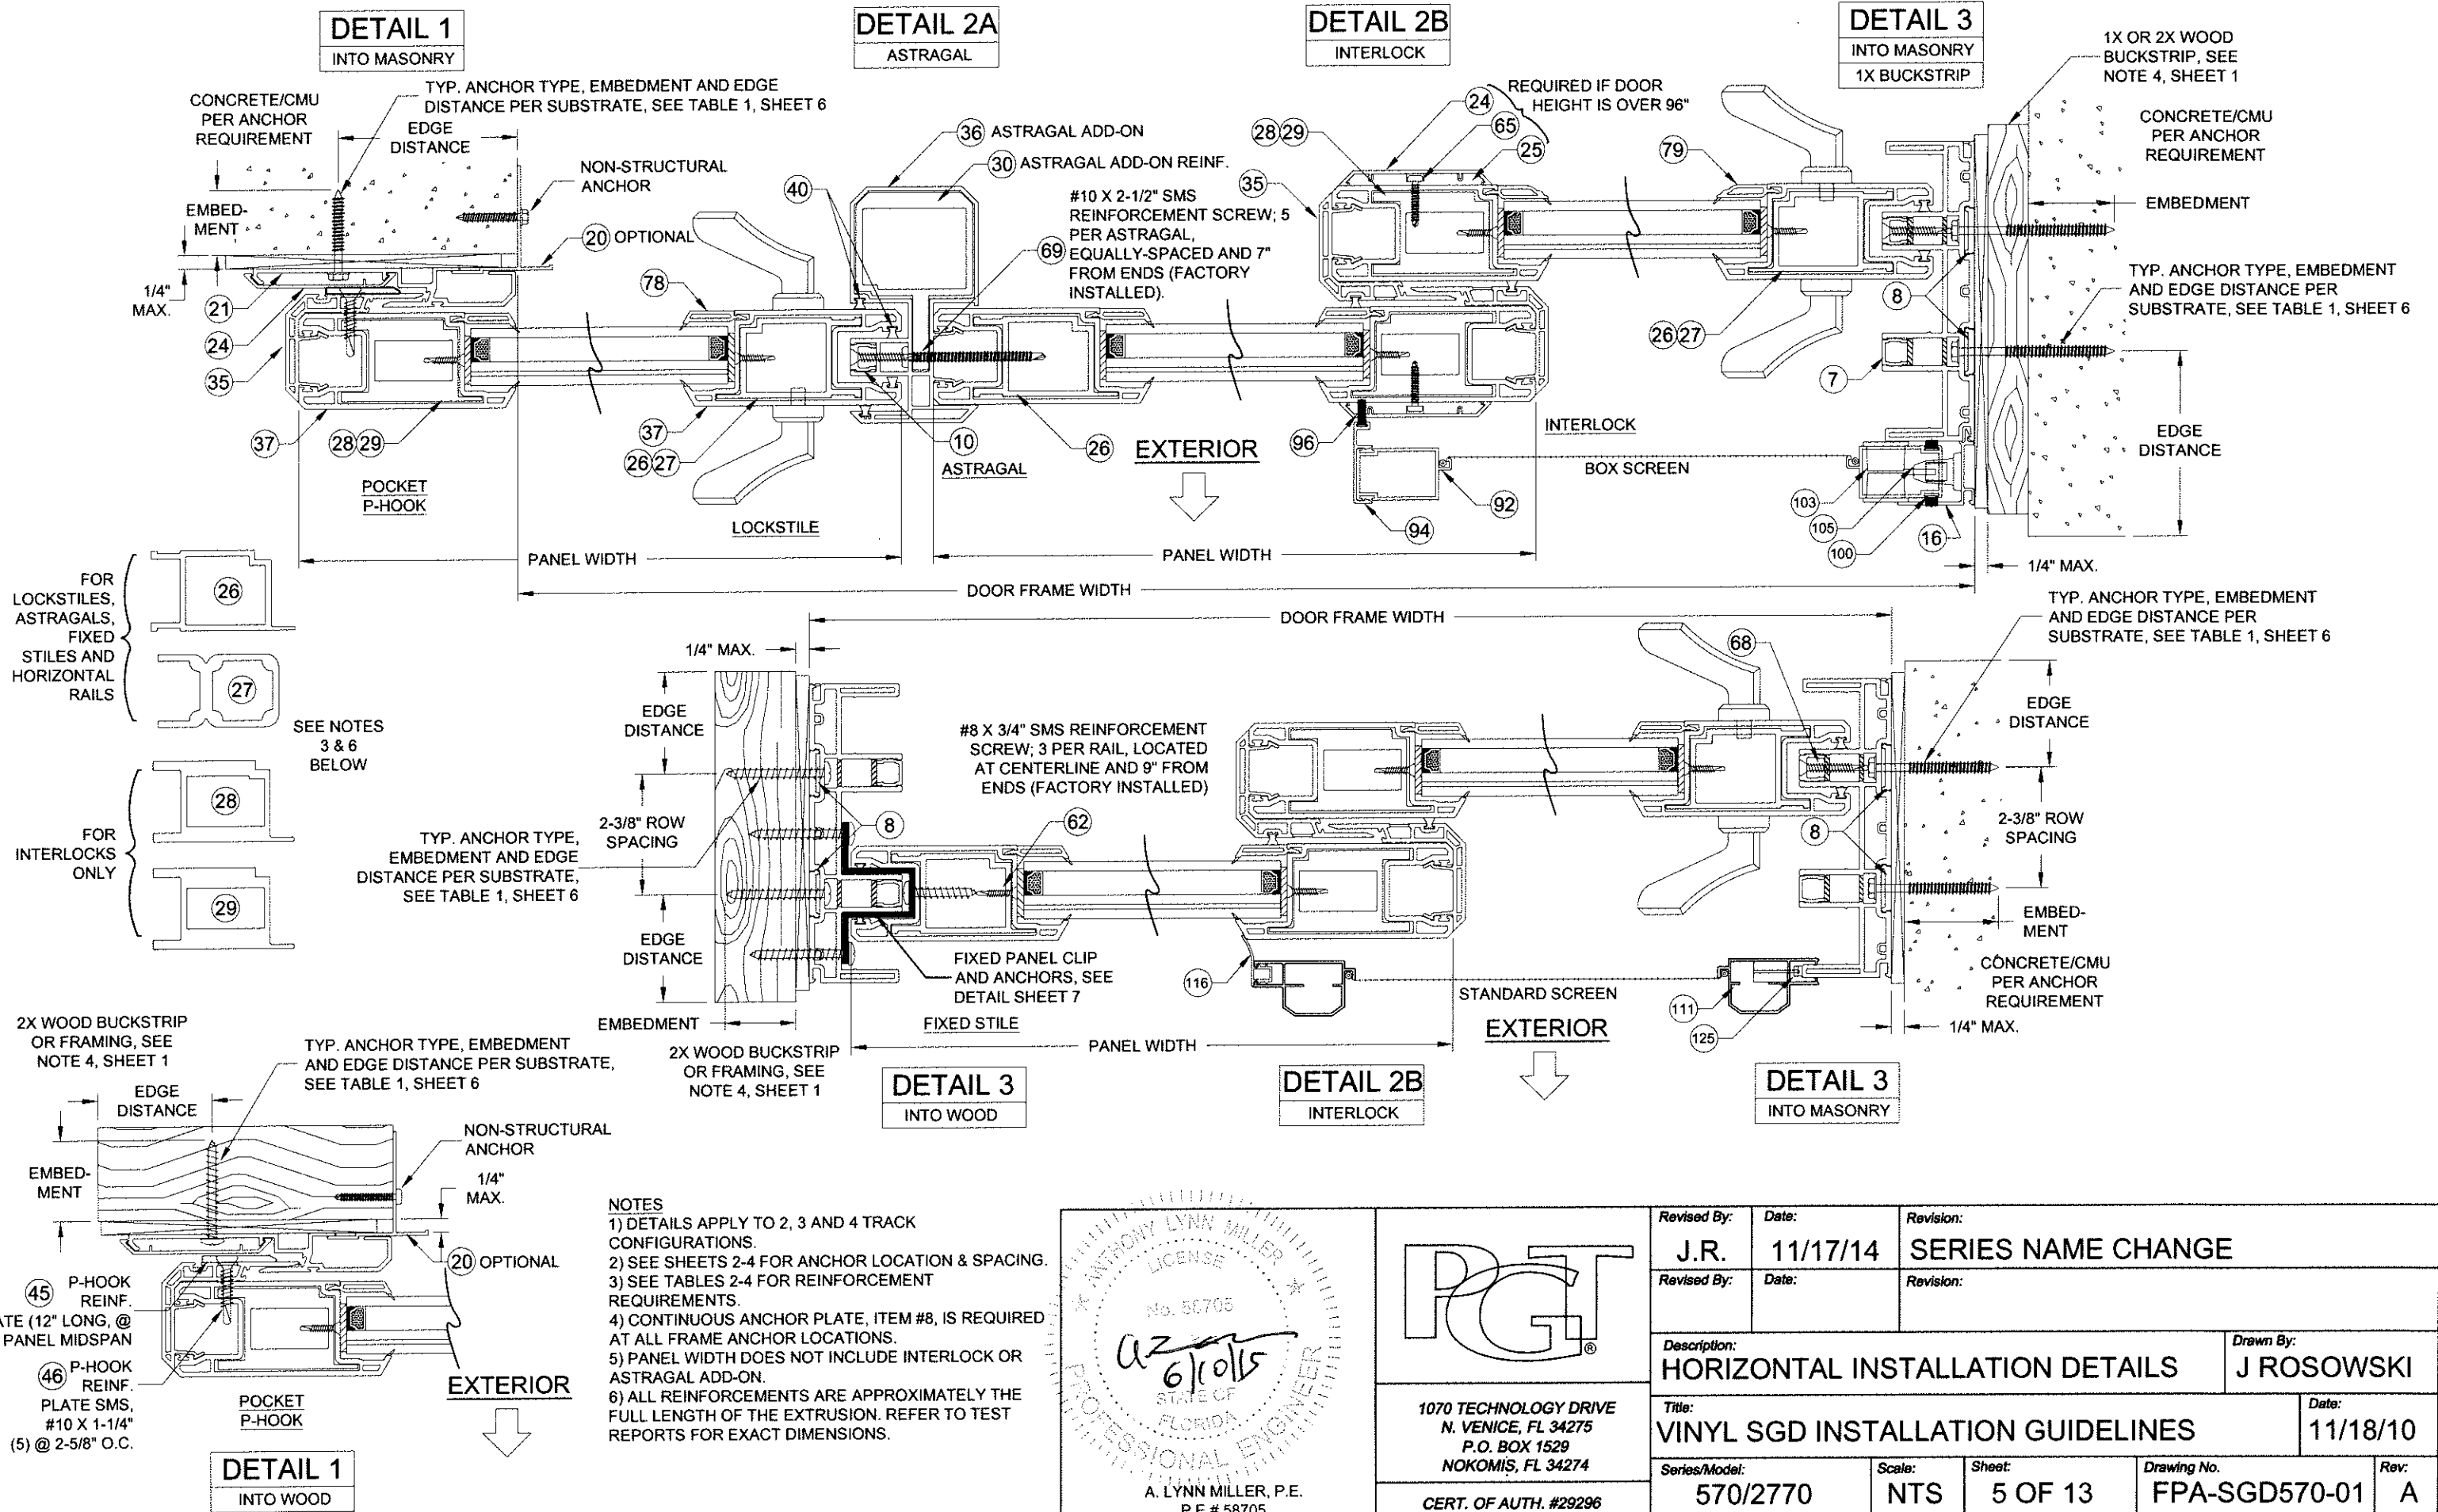 DETAIL 1
INTO MASONRY
DETAIL 2A
ASTRAGAL
DETAIL 2B
INTERLOCK
DETAIL 3
INTO MASONRY
1X BUCKSTRIP
1X OR 2X WOOD
BUCKSTRIP, SEE
NOTE 4, SHEET 1
CONCRETE/CMU
PER ANCHOR
REQUIREMENT
TYP. ANCHOR TYPE, EMBEDMENT AND EDGE
DISTANCE PER SUBSTRATE, SEE TABLE 1, SHEET 6
EDGE
DISTANCE
NON-STRUCTURAL
ANCHOR
EMBED-
MENT
20 OPTIONAL
1/4"
MAX.
21
24
35
37
28 29
POCKET
P-HOOK
36 ASTRAGAL ADD-ON
30 ASTRAGAL ADD-ON REINF.
40
#10 X 2-1/2" SMS
REINFORCEMENT SCREW; 5
PER ASTRAGAL,
69 EQUALLY-SPACED AND 7"
FROM ENDS (FACTORY
INSTALLED).
78
37
26 27
LOCKSTILE
10
ASTRAGAL
26
EXTERIOR
REQUIRED IF DOOR
HEIGHT IS OVER 96"
24
65
25
28 29
35
79
26 27
96
INTERLOCK
BOX SCREEN
92
94
CONCRETE/CMU
PER ANCHOR
REQUIREMENT
EMBEDMENT
8
TYP. ANCHOR TYPE, EMBEDMENT
AND EDGE DISTANCE PER
SUBSTRATE, SEE TABLE 1, SHEET 6
7
EDGE
DISTANCE
103
105
100
16
1/4" MAX.
PANEL WIDTH
PANEL WIDTH
DOOR FRAME WIDTH
FOR
LOCKSTILES,
ASTRAGALS,
FIXED
STILES AND
HORIZONTAL
RAILS
26
27
SEE NOTES
3 & 6
BELOW
FOR
INTERLOCKS
ONLY
28
29
DOOR FRAME WIDTH
1/4" MAX.
EDGE
DISTANCE
2-3/8" ROW
SPACING
TYP. ANCHOR TYPE,
EMBEDMENT AND EDGE
DISTANCE PER SUBSTRATE,
SEE TABLE 1, SHEET 6
EDGE
DISTANCE
EMBEDMENT
2X WOOD BUCKSTRIP
OR FRAMING, SEE
NOTE 4, SHEET 1
#8 X 3/4" SMS REINFORCEMENT
SCREW; 3 PER RAIL, LOCATED
AT CENTERLINE AND 9" FROM
ENDS (FACTORY INSTALLED)
8
62
FIXED PANEL CLIP
AND ANCHORS, SEE
DETAIL SHEET 7
FIXED STILE
PANEL WIDTH
DETAIL 3
INTO WOOD
116
STANDARD SCREEN
EXTERIOR
DETAIL 2B
INTERLOCK
68
TYP. ANCHOR TYPE, EMBEDMENT
AND EDGE DISTANCE PER
SUBSTRATE, SEE TABLE 1, SHEET 6
EDGE
DISTANCE
8
2-3/8" ROW
SPACING
EMBED-
MENT
CONCRETE/CMU
PER ANCHOR
REQUIREMENT
111
125
1/4" MAX.
DETAIL 3
INTO MASONRY
2X WOOD BUCKSTRIP
OR FRAMING, SEE
NOTE 4, SHEET 1
TYP. ANCHOR TYPE, EMBEDMENT
AND EDGE DISTANCE PER SUBSTRATE,
SEE TABLE 1, SHEET 6
EDGE
DISTANCE
NON-STRUCTURAL
ANCHOR
EMBED-
MENT
1/4"
MAX.
20 OPTIONAL
45 P-HOOK
REINF.
(12" LONG, @
PANEL MIDSPAN
46 P-HOOK
REINF.
PLATE SMS,
#10 X 1-1/4"
(5) @ 2-5/8" O.C.
POCKET
P-HOOK
EXTERIOR
DETAIL 1
INTO WOOD
NOTES
1) DETAILS APPLY TO 2, 3 AND 4 TRACK
CONFIGURATIONS.
2) SEE SHEETS 2-4 FOR ANCHOR LOCATION & SPACING.
3) SEE TABLES 2-4 FOR REINFORCEMENT
REQUIREMENTS.
4) CONTINUOUS ANCHOR PLATE, ITEM #8, IS REQUIRED
AT ALL FRAME ANCHOR LOCATIONS.
5) PANEL WIDTH DOES NOT INCLUDE INTERLOCK OR
ASTRAGAL ADD-ON.
6) ALL REINFORCEMENTS ARE APPROXIMATELY THE
FULL LENGTH OF THE EXTRUSION. REFER TO TEST
REPORTS FOR EXACT DIMENSIONS.
ANTHONY LYNN MILLER
LICENSE
No. 58705
6/10/15
STATE OF
FLORIDA
PROFESSIONAL ENGINEER
A. LYNN MILLER, P.E.
P.E.# 58705
PGT ®
1070 TECHNOLOGY DRIVE
N. VENICE, FL 34275
P.O. BOX 1529
NOKOMIS, FL 34274
CERT. OF AUTH. #29296
Revised By: Date: Revision:
J.R. 11/17/14 SERIES NAME CHANGE
Revised By: Date: Revision:
Description: Drawn By:
HORIZONTAL INSTALLATION DETAILS J ROSOWSKI
Title: Date:
VINYL SGD INSTALLATION GUIDELINES 11/18/10
Series/Model: Scale: Sheet: Drawing No. Rev:
570/2770 NTS 5 OF 13 FPA-SGD570-01 A